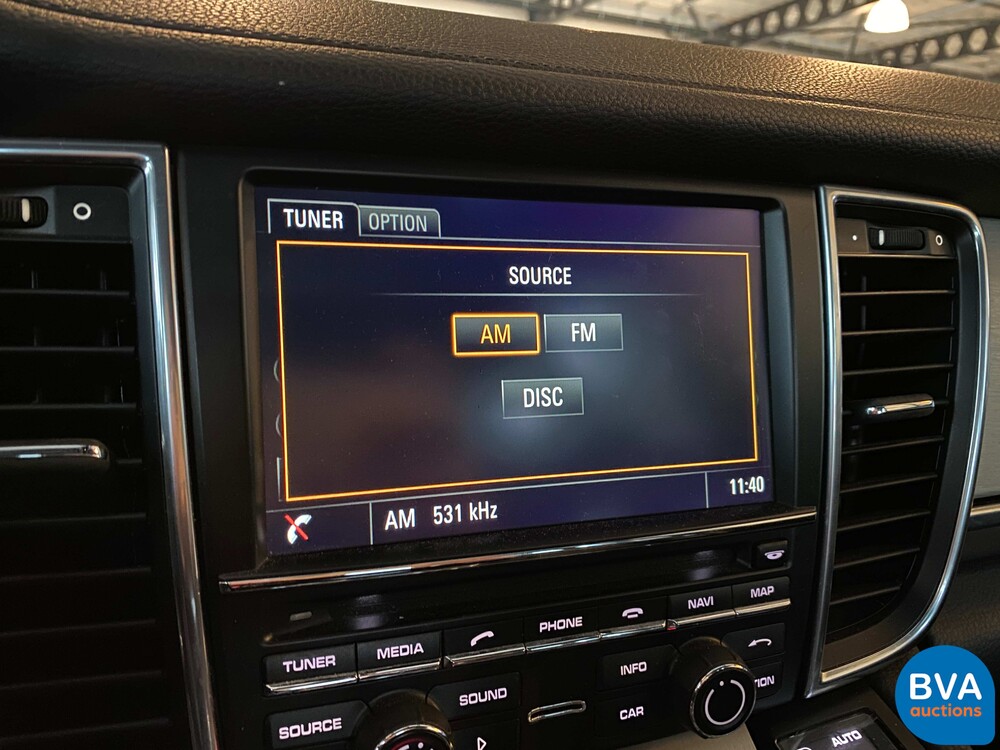 TUNER OPTION
SOURCE
AM FM
DISC
AM 531 kHz 11:40
TUNER MEDIA PHONE NAVI MAP
SOURCE SOUND INFO
CAR
AUTO
BVA
auctions